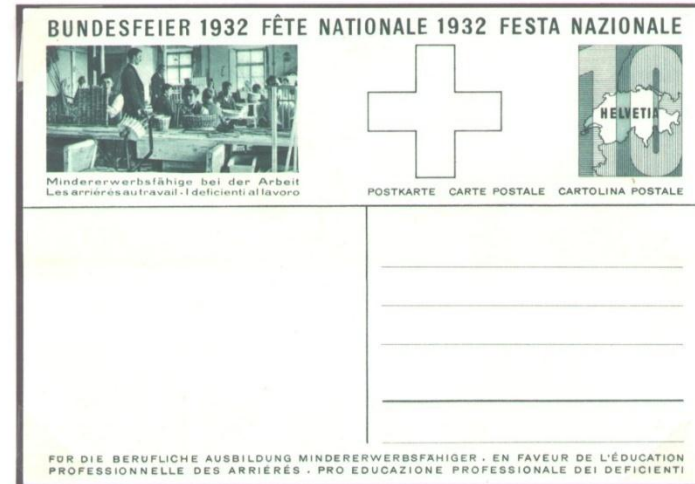 BUNDESFEIER 1932 FÊTE NATIONALE 1932 FESTA NAZIONALE
10
HELVETIA
Mindererwerbsfähige bei der Arbeit
Les arriérés au travail - I deficienti al lavoro
POSTKARTE CARTE POSTALE CARTOLINA POSTALE
FÜR DIE BERUFLICHE AUSBILDUNG MINDERERWERBSFÄHIGER . EN FAVEUR DE L'ÉDUCATION
PROFESSIONNELLE DES ARRIÉRÉS . PRO EDUCAZIONE PROFESSIONALE DEI DEFICIENTI